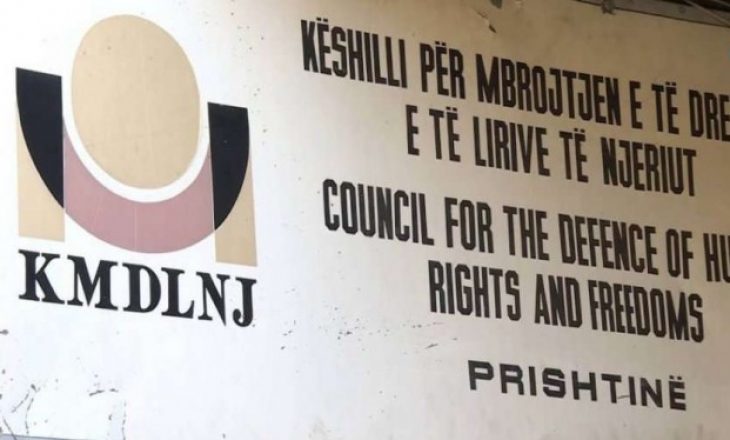 KMDLNJ
KËSHILLI PËR MBROJTJEN E TË
E TË LIRIVE TË NJERIUT
COUNCIL FOR THE DEFENCE OF
RIGHTS AND FREEDOMS
PRISHTINË